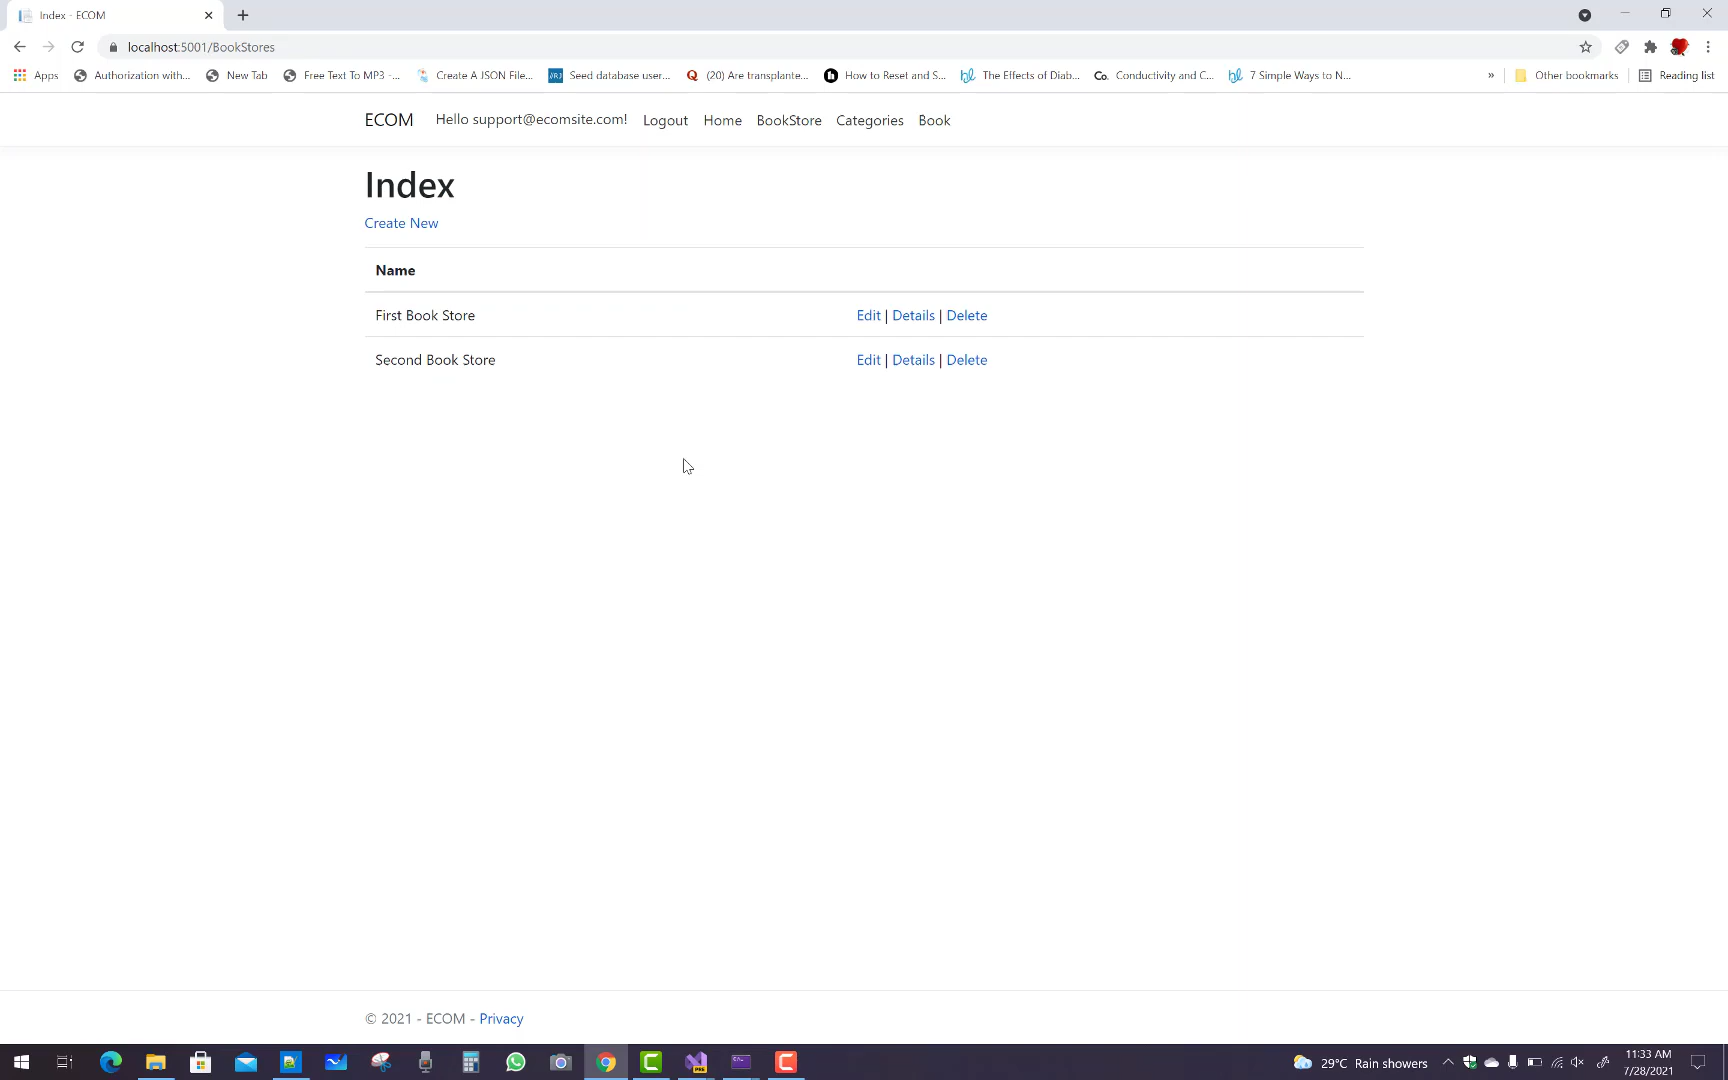 Index - ECOM
localhost:5001/BookStores
Apps Authorization with... New Tab Free Text To MP3 -... Create A JSON File... Seed database user... (20) Are transplante... How to Reset and S... The Effects of Diab... Co. Conductivity and C... 7 Simple Ways to N... » Other bookmarks Reading list
ECOM Hello support@ecomsite.com! Logout Home BookStore Categories Book
Index
Create New
Name
First Book Store Edit | Details | Delete
Second Book Store Edit | Details | Delete
© 2021 - ECOM - Privacy
29°C Rain showers 11:33 AM
7/28/2021